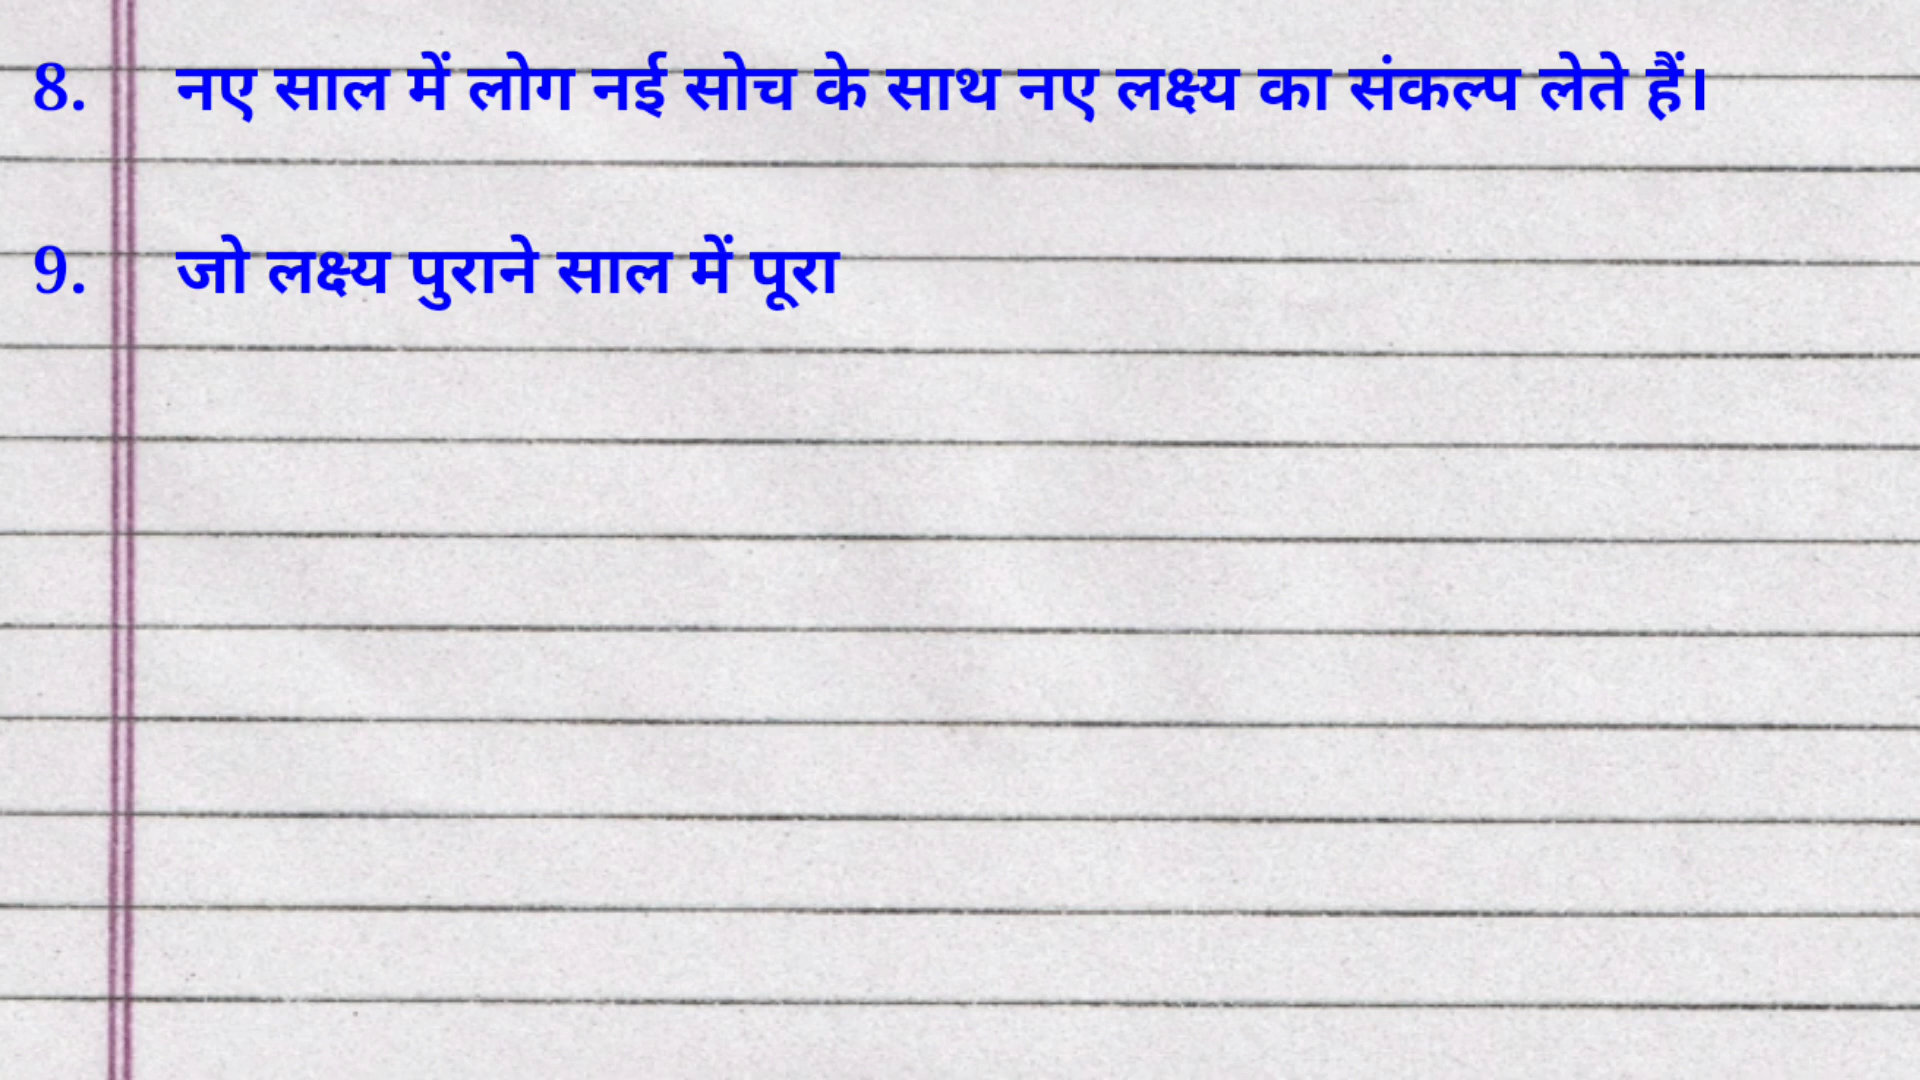 8. नए साल में लोग नई सोच के साथ नए लक्ष्य का संकल्प लेते हैं।
9. जो लक्ष्य पुराने साल में पूरा